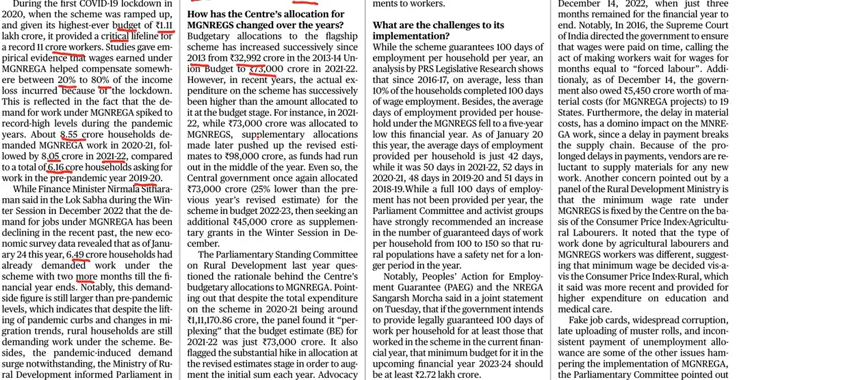 During the first COVID-19 lockdown in
2020, when the scheme was ramped up,
and given its highest-ever budget of ₹1.11
lakh crore, it provided a critical lifeline for
a record 11 crore workers. Studies gave em-
pirical evidence that wages earned under
MGNREGA helped compensate somewh-
ere between 20% to 80% of the income
loss incurred because of the lockdown.
This is reflected in the fact that the de-
mand for work under MGNREGA spiked to
record-high levels during the pandemic
years. About 8.55 crore households de-
manded MGNREGA work in 2020-21, fol-
lowed by 8.05 crore in 2021-22, compared
to a total of 6.16 crore households asking for
work in the pre-pandemic year 2019-20.
While Finance Minister Nirmala Sithara-
man said in the Lok Sabha during the Win-
ter Session in December 2022 that the de-
mand for jobs under MGNREGA has been
declining in the recent past, the new eco-
nomic survey data revealed that as of Janu-
ary 24 this year, 6.49 crore households had
already demanded work under the
scheme with two more months till the fi-
nancial year ends. Notably, this demand-
side figure is still larger than pre-pandemic
levels, which indicates that despite the lift-
ing of pandemic curbs and changes in mi-
gration trends, rural households are still
demanding work under the scheme. Be-
sides, the pandemic-induced demand
surge notwithstanding, the Ministry of Ru-
ral Development informed Parliament in
How has the Centre's allocation for
MGNREGS changed over the years?
Budgetary allocations to the flagship
scheme has increased successively since
2013 from ₹32,992 crore in the 2013-14 Un-
ion Budget to ₹73,000 crore in 2021-22.
However, in recent years, the actual ex-
penditure on the scheme has successively
been higher than the amount allocated to
it at the budget stage. For instance, in 2021-
22, while ₹73,000 crore was allocated to
MGNREGS, supplementary allocations
made later pushed up the revised esti-
mates to ₹98,000 crore, as funds had run
out in the middle of the year. Even so, the
Central government once again allocated
₹73,000 crore (25% lower than the pre-
vious year's revised estimate) for the
scheme in budget 2022-23, then seeking an
additional ₹45,000 crore as supplemen-
tary grants in the Winter Session in De-
cember.
The Parliamentary Standing Committee
on Rural Development last year ques-
tioned the rationale behind the Centre's
budgetary allocations to MGNREGA. Point-
ing out that despite the total expenditure
on the scheme in 2020-21 being around
₹1,11,170.86 crore, the panel found it "per-
plexing" that the budget estimate (BE) for
2021-22 was just ₹73,000 crore. It also
flagged the substital hike in allocation at
the revised estimates stage in order to aug-
ment the initial sum each year. Advocacy
ments to workers.
What are the challenges to its
implementation?
While the scheme guarantees 100 days of
employment per household per year, an
analysis by PRS Legislative Research shows
that since 2016-17, on average, less than
10% of the households completed 100 days
of wage employment. Besides, the average
days of employment provided per house-
hold under the MGNREGS fell to a five-year
low this financial year. As of January 20
this year, the average days of employment
provided per household is just 42 days,
while it was 50 days in 2021-22, 52 days in
2020-21, 48 days in 2019-20 and 51 days in
2018-19.While a full 100 days of employ-
ment has not been provided per year, the
Parliament Committee and activist groups
have strongly recommended an increase
in the number of guaranteed days of work
per household from 100 to 150 so that ru-
ral populations have a safety net for a lon-
ger period in the year.
Notably, Peoples' Action for Employ-
ment Guarantee (PAEG) and the NREGA
Sangarsh Morcha said in a joint statement
on Tuesday, that if the government intends
to provide legally guaranteed 100 days of
work per household for at least those that
worked in the scheme in the current finan-
cial year, that minimum budget for it in the
upcoming financial year 2023-24 should
be at least ₹2.72 lakh crore.
December 14, 2022, when just three
months remained for the financial year to
end. Notably, in 2016, the Supreme Court
of India directed the government to ensure
that wages were paid on time, calling the
act of making workers wait for wages for
months equal to "forced labour". Addi-
tionaly, as of December 14, the govern-
ment also owed ₹5,450 crore worth of ma-
terial costs (for MGNREGA projects) to 19
States. Furthermore, the delay in material
costs, has a domino impact on the MNRE-
GA work, since a delay in payment breaks
the supply chain. Because of the pro-
longed delays in payments, vendors are re-
luctant to supply materials for any new
work. Another concern pointed out by a
panel of the Rural Development Ministry is
that the minimum wage rate under
MGNREGS is fixed by the Centre on the ba-
sis of the Consumer Price Index-Agricultu-
ral Labourers. It noted that the type of
work done by agricultural labourers and
MGNREGS workers was different, suggest-
ing that minimum wage be decided vis-a-
vis the Consumer Price Index-Rural, which
it said was more recent and provided for
higher expenditure on education and
medical care.
Fake job cards, widespread corruption,
late uploading of muster rolls, and incon-
sistent payment of unemployment allo-
wance are some of the other issues ham-
pering the implementation of MGNREGA,
the Parliamentary Committee pointed out